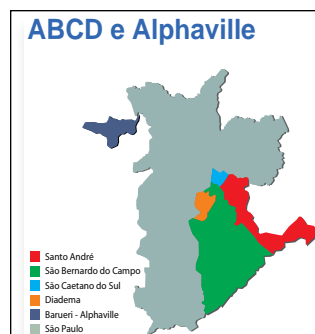 ABCD e Alphaville
Santo André
São Bernardo do Campo
São Caetano do Sul
Diadema
Barueri - Alphaville
São Paulo